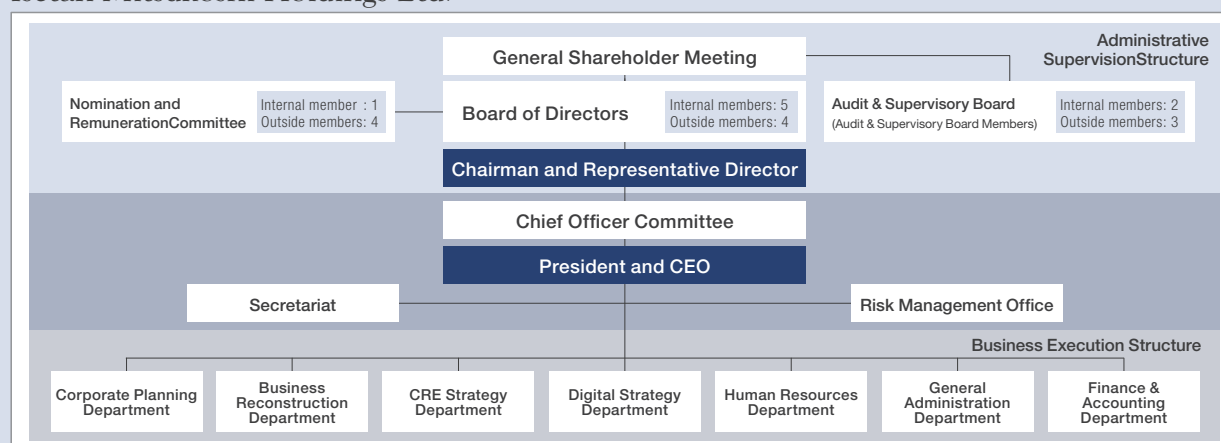 General Shareholder Meeting
Administrative
SupervisionStructure
Nomination and
RemunerationCommittee
Internal member : 1
Outside members: 4
Board of Directors
Internal members: 5
Outside members: 4
Audit & Supervisory Board
(Audit & Supervisory Board Members)
Internal members: 2
Outside members: 3
Chairman and Representative Director
Chief Officer Committee
President and CEO
Secretariat
Risk Management Office
Business Execution Structure
Corporate Planning
Department
Business
Reconstruction
Department
CRE Strategy
Department
Digital Strategy
Department
Human Resources
Department
General
Administration
Department
Finance &
Accounting
Department